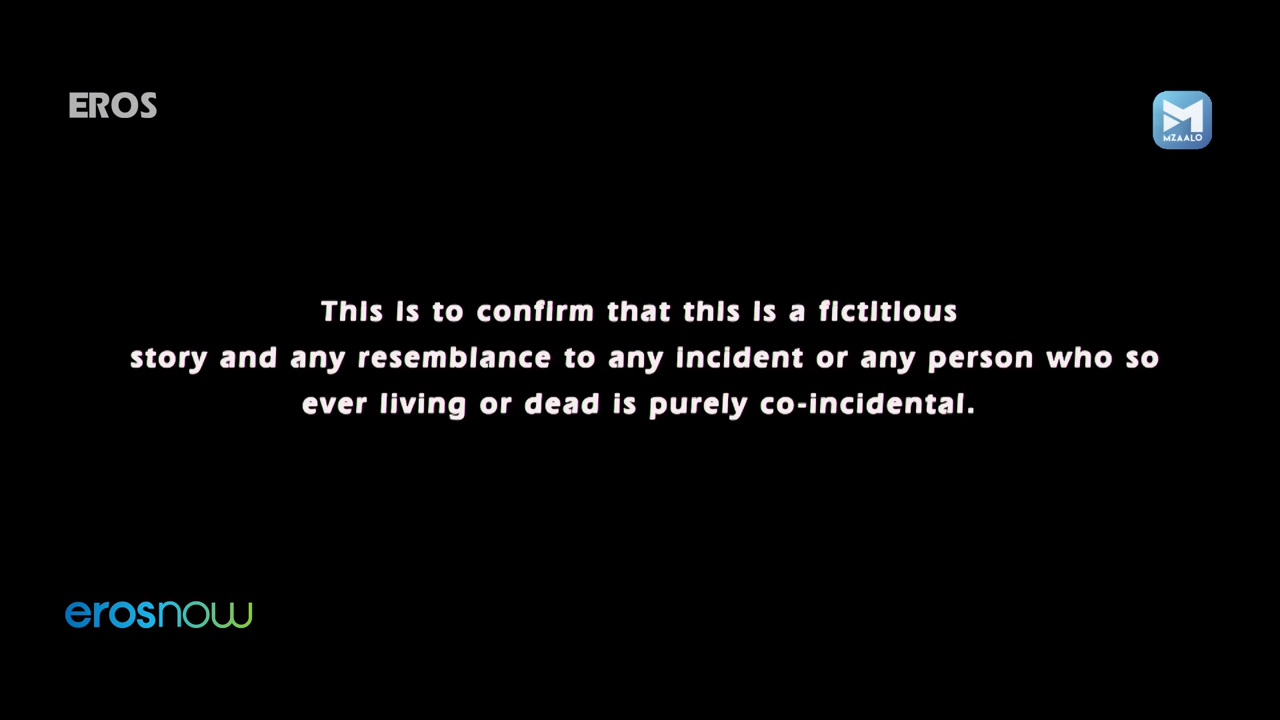 EROS
MZAALO
This is to confirm that this is a fictitious
story and any resemblance to any incident or any person who so
ever living or dead is purely co-incidental.
erosnow